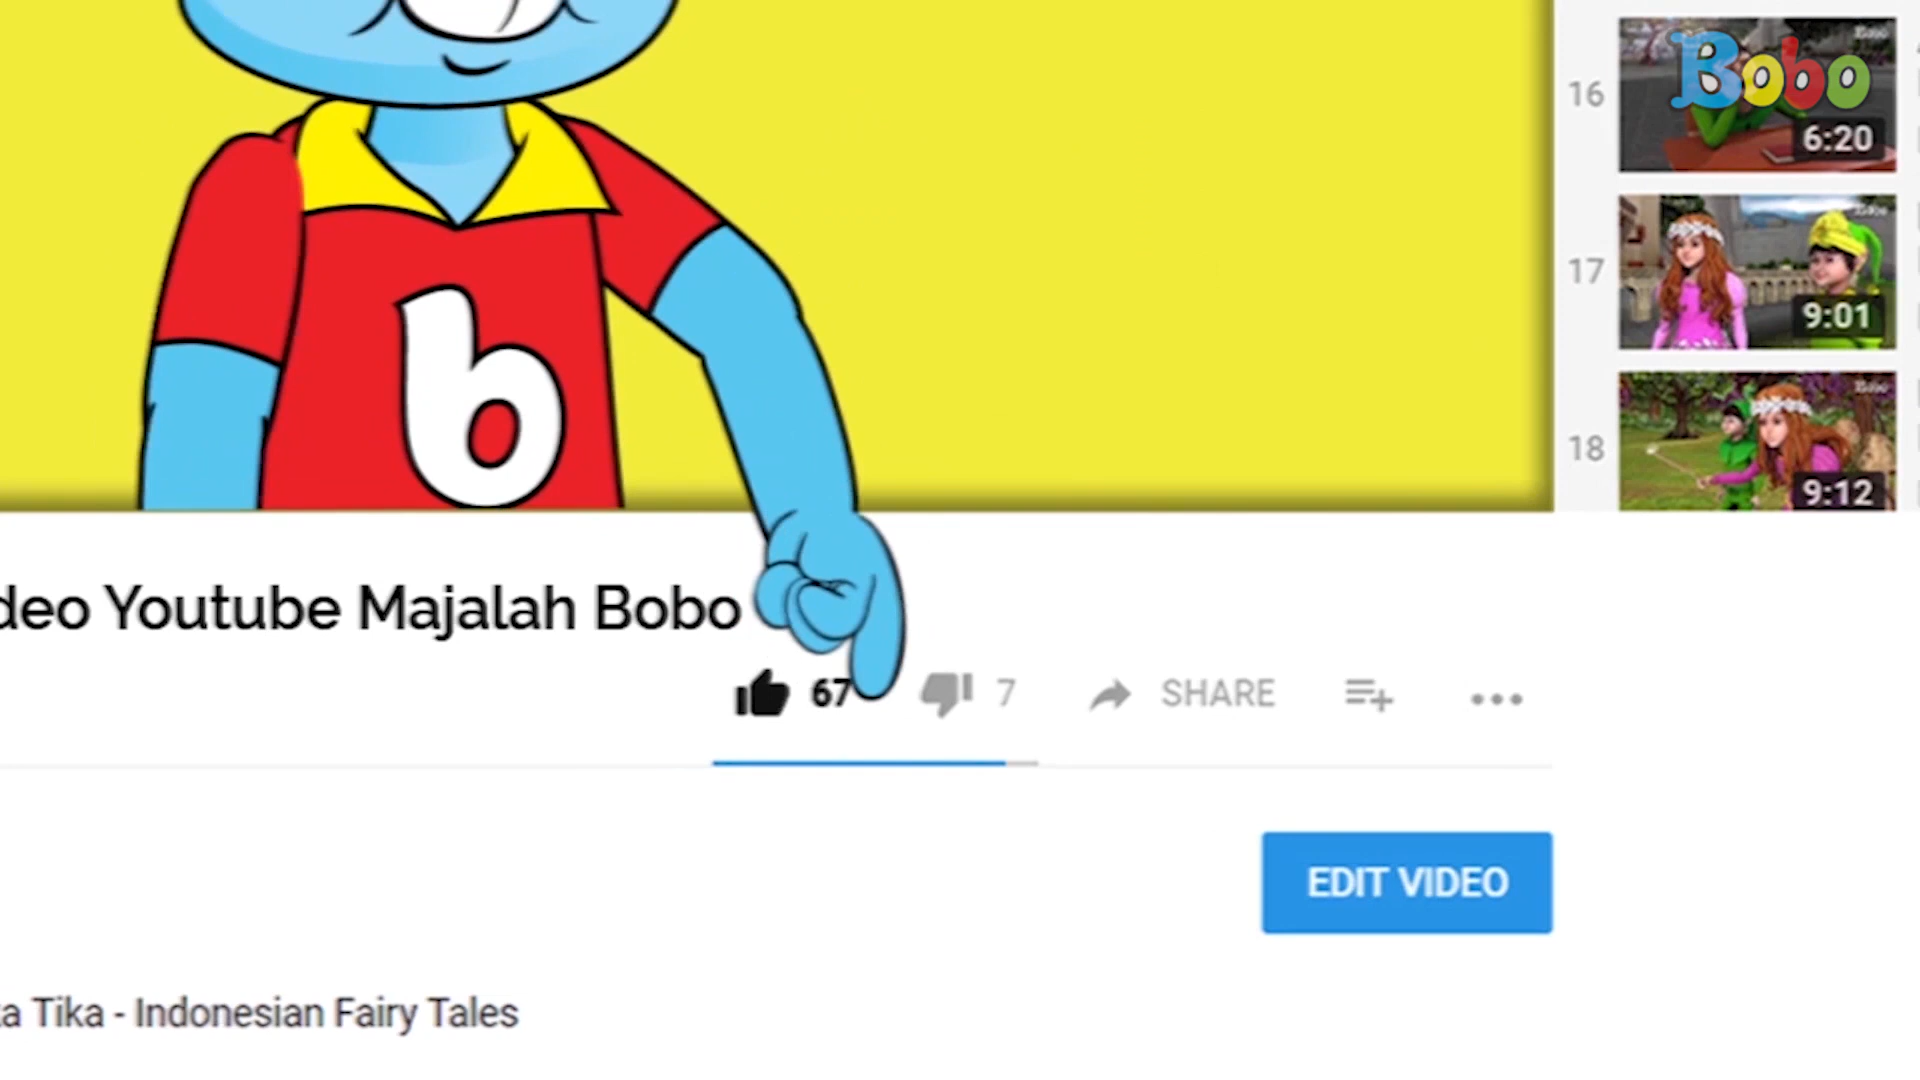 Bobo
16
6:20
17
9:01
18
9:12
b
deo Youtube Majalah Bobo
67
7
SHARE
EDIT VIDEO
a Tika - Indonesian Fairy Tales